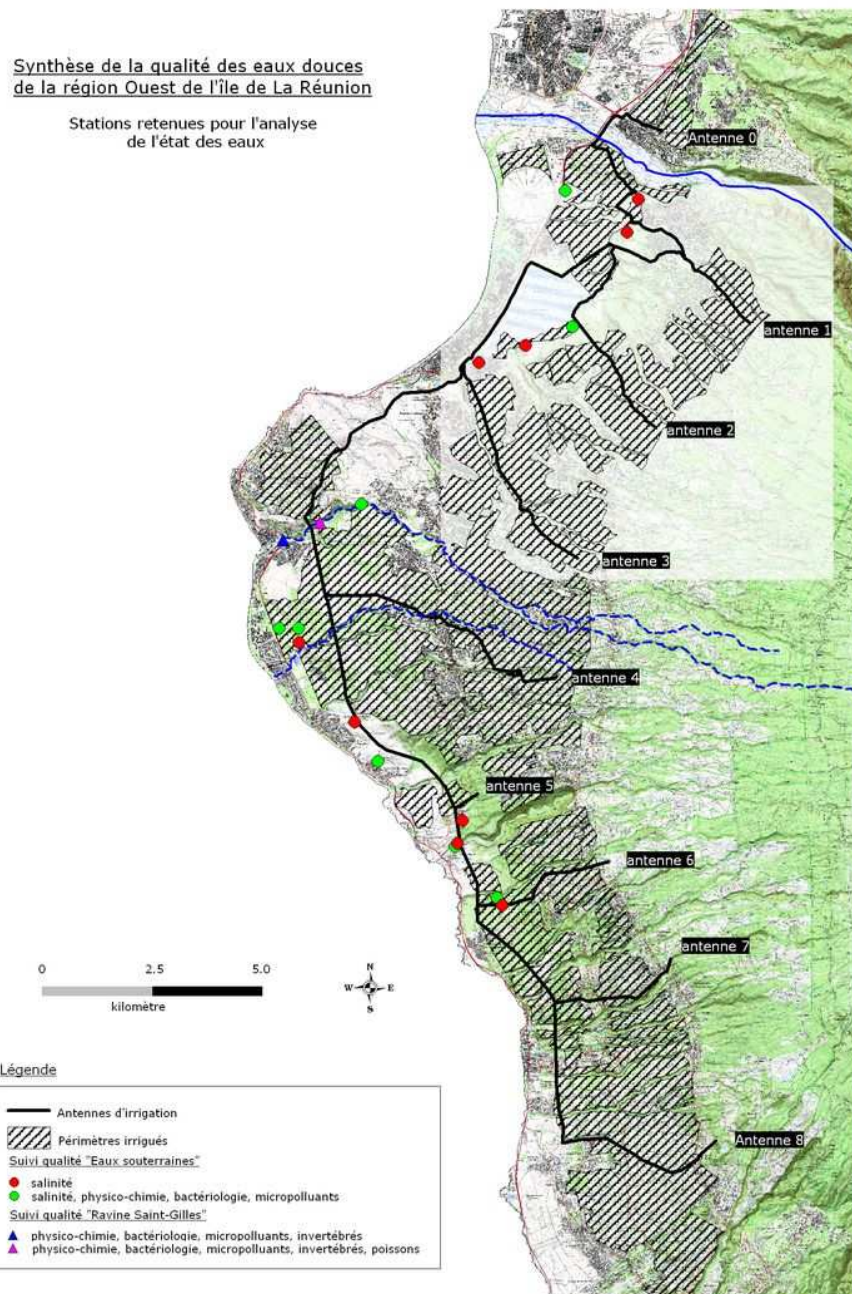 Synthèse de la qualité des eaux douces
de la région Ouest de l'île de La Réunion
Stations retenues pour l'analyse
de l'état des eaux
Antenne 0
antenne 1
antenne 2
antenne 3
antenne 4
antenne 5
antenne 6
antenne 7
Antenne 8
0 2.5 5.0
kilomètre
N
W E
S
Légende
Antennes d'irrigation
Périmètres irrigués
Suivi qualité "Eaux souterraines"
salinité
salinité, physico-chimie, bactériologie, micropolluants
Suivi qualité "Ravine Saint-Gilles"
physico-chimie, bactériologie, micropolluants, invertébrés
physico-chimie, bactériologie, micropolluants, invertébrés, poissons